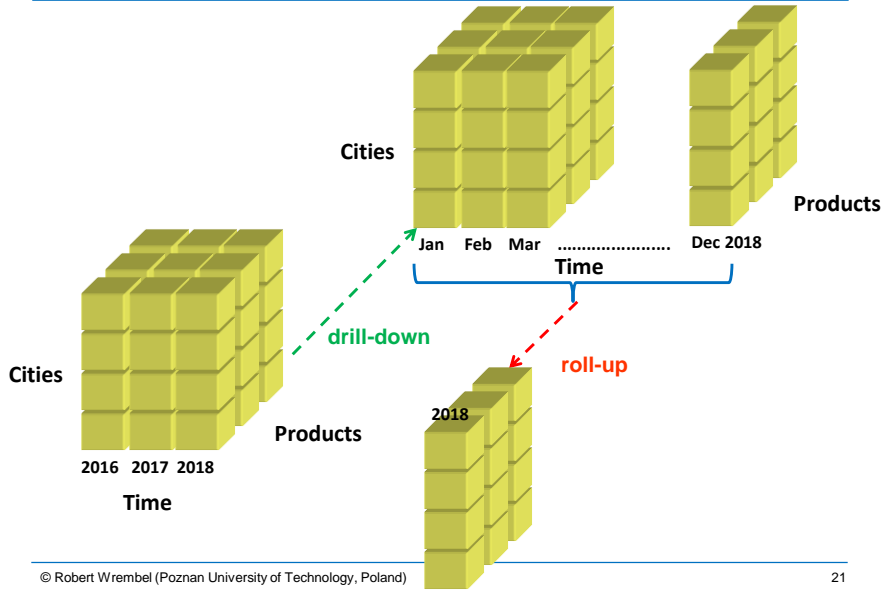 Cities
Products
Jan Feb Mar ........................ Dec 2018
Time
drill-down
roll-up
Cities
2018
Products
2016 2017 2018
Time
© Robert Wrembel (Poznan University of Technology, Poland) 21